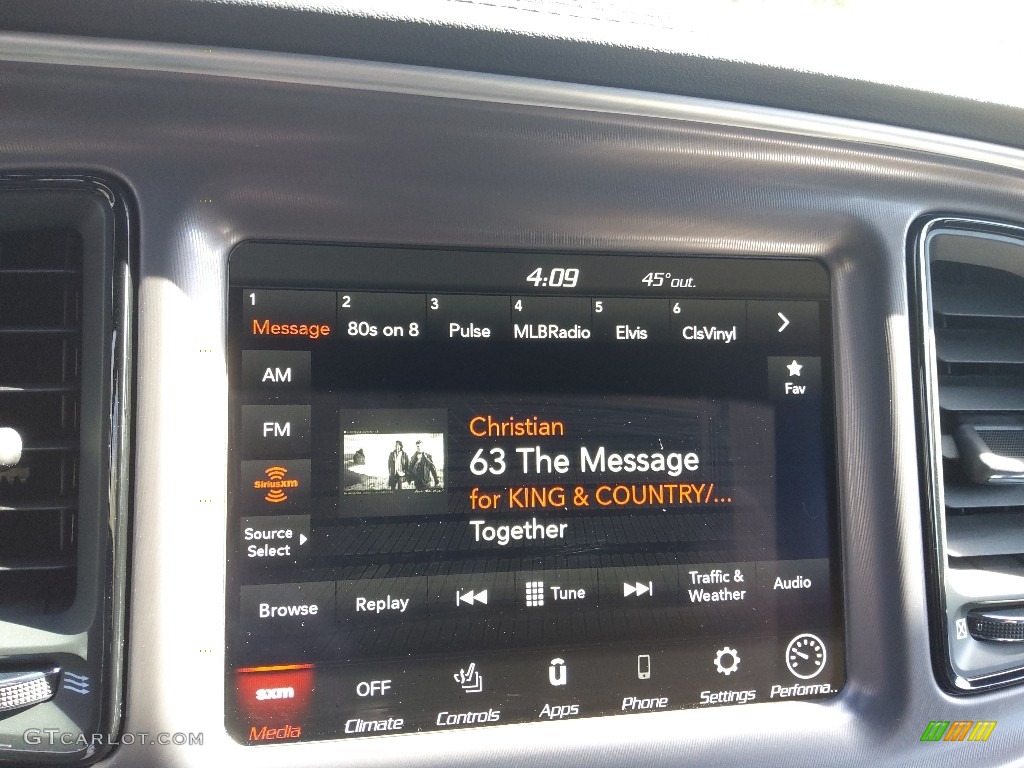 4:09 45° out.
1 2 3 4 5 6
Message 80s on 8 Pulse MLBRadio Elvis ClsVinyl
AM
Fav
FM
Christian
63 The Message
SiriusXM
for KING & COUNTRY/...
Together
Source
Select
Browse Replay Tune Traffic &
Weather Audio
sxm OFF
Media Climate Controls Apps Phone Settings Performa..
GTCARLOT.COM